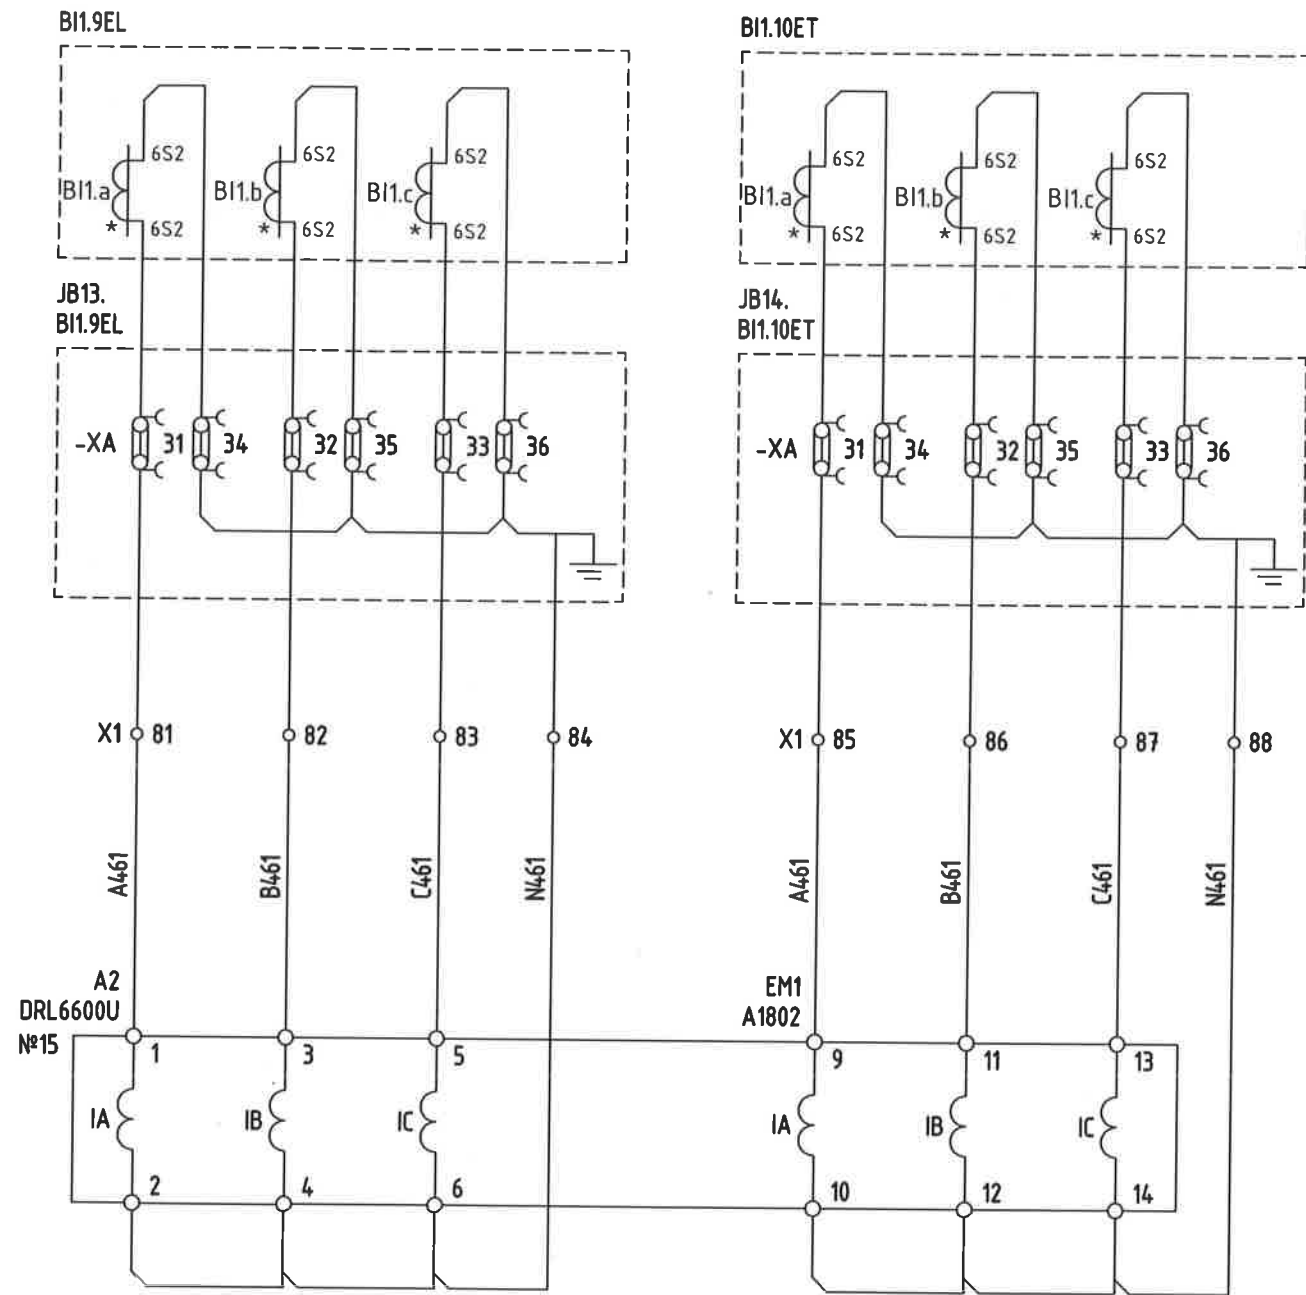 BI1.9EL
BI1.10ET
6S2 6S2 6S2
BI1.a BI1.b BI1.c
* 6S2 * 6S2 * 6S2
6S2 6S2 6S2
BI1.a BI1.b BI1.c
* 6S2 * 6S2 * 6S2
JB13.
BI1.9EL
JB14.
BI1.10ET
-XA 31 34 32 35 33 36
-XA 31 34 32 35 33 36
X1 81 82 83 84
X1 85 86 87 88
A461 B461 C461 N461
A461 B461 C461 N461
A2
DRL6600U
№15
EM1
A1802
1 3 5
9 11 13
IA IB IC
IA IB IC
2 4 6
10 12 14